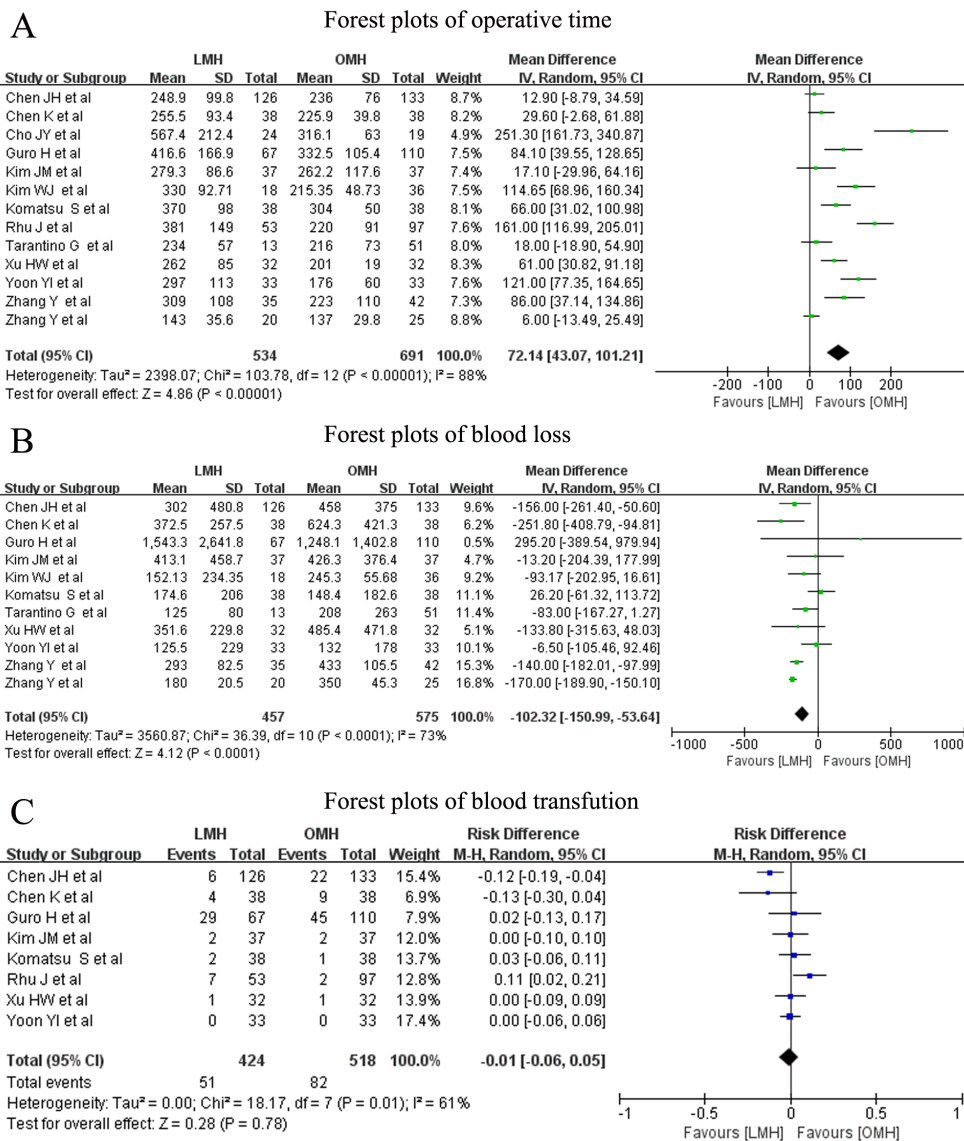 A Forest plots of operative time
LMH OMH Mean Difference Mean Difference
Study or Subgroup Mean SD Total Mean SD Total Weight IV, Random, 95% CI IV, Random, 95% CI
Chen JH et al 248.9 99.8 126 236 76 133 8.7% 12.90 [-8.79, 34.59]
Chen K et al 255.5 93.4 38 225.9 39.8 38 8.2% 29.60 [-2.68, 61.88]
Cho JY et al 567.4 212.4 24 316.1 63 19 4.9% 251.30 [161.73, 340.87]
Guro H et al 416.6 166.9 67 332.5 105.4 110 7.5% 84.10 [39.55, 128.65]
Kim JM et al 279.3 86.6 37 262.2 117.6 37 7.4% 17.10 [-29.96, 64.16]
Kim WJ et al 330 92.71 18 215.35 48.73 36 7.4% 114.65 [68.96, 160.34]
Komatsu S et al 370 98 38 304 50 38 8.1% 66.00 [31.02, 100.98]
Rhu J et al 381 149 53 220 91 97 7.6% 161.00 [116.99, 205.01]
Tarantino G et al 234 57 13 216 73 51 8.0% 18.00 [-18.90, 54.90]
Xu HW et al 262 85 32 201 19 32 8.3% 61.00 [30.82, 91.18]
Yoon YI et al 297 113 33 176 60 33 7.6% 121.00 [77.35, 164.65]
Zhang Y et al 309 108 35 223 110 42 7.3% 86.00 [37.14, 134.86]
Zhang Y et al 143 35.6 20 137 29.8 25 8.8% 6.00 [-13.49, 25.49]
Total (95% CI) 534 691 100.0% 72.14 [43.07, 101.21]
Heterogeneity: Tau² = 2398.07; Chi² = 103.78, df = 12 (P < 0.00001); I² = 88%
Test for overall effect: Z = 4.86 (P < 0.00001)
-200 -100 0 100 200
Favours [LMH] Favours [OMH]
B Forest plots of blood loss
LMH OMH Mean Difference Mean Difference
Study or Subgroup Mean SD Total Mean SD Total Weight IV, Random, 95% CI IV, Random, 95% CI
Chen JH et al 302 480.8 126 458 375 133 9.6% -156.00 [-261.40, -50.60]
Chen K et al 372.5 257.5 38 624.3 421.3 38 6.2% -251.80 [-408.79, -94.81]
Guro H et al 1,543.3 2,641.8 67 1,248.1 1,402.8 110 0.5% 295.20 [-389.54, 979.94]
Kim JM et al 413.1 458.7 37 426.3 376.4 37 4.7% -13.20 [-204.39, 177.99]
Kim WJ et al 152.13 234.35 18 245.3 55.68 36 9.2% -93.17 [-202.95, 16.61]
Komatsu S et al 174.6 206 38 148.4 182.6 38 11.1% 26.20 [-61.32, 113.72]
Tarantino G et al 125 80 13 208 263 51 11.4% -83.00 [-167.27, 1.27]
Xu HW et al 351.6 229.8 32 485.4 471.8 32 5.1% -133.80 [-315.63, 48.03]
Yoon YI et al 125.5 229 33 132 178 33 10.1% -6.50 [-105.46, 92.46]
Zhang Y et al 293 82.5 35 433 105.5 42 15.3% -140.00 [-182.01, -97.99]
Zhang Y et al 180 20.5 20 350 45.3 25 16.8% -170.00 [-189.90, -150.10]
Total (95% CI) 457 575 100.0% -102.32 [-150.99, -53.64]
Heterogeneity: Tau² = 3560.87; Chi² = 36.39, df = 10 (P < 0.0001); I² = 73%
Test for overall effect: Z = 4.12 (P < 0.0001)
-1000 -500 0 500 1000
Favours [LMH] Favours [OMH]
C Forest plots of blood transfution
LMH OMH Risk Difference Risk Difference
Study or Subgroup Events Total Events Total Weight M-H, Random, 95% CI M-H, Random, 95% CI
Chen JH et al 6 126 22 133 15.4% -0.12 [-0.19, -0.04]
Chen K et al 4 38 9 38 6.9% -0.13 [-0.30, 0.04]
Guro H et al 29 67 45 110 7.9% 0.02 [-0.13, 0.17]
Kim JM et al 2 37 2 37 12.0% 0.00 [-0.10, 0.10]
Komatsu S et al 2 38 1 38 13.7% 0.03 [-0.06, 0.11]
Rhu J et al 7 53 2 97 12.8% 0.11 [0.02, 0.21]
Xu HW et al 1 32 1 32 13.9% 0.00 [-0.09, 0.09]
Yoon YI et al 0 33 0 33 17.4% 0.00 [-0.06, 0.06]
Total (95% CI) 424 518 100.0% -0.01 [-0.06, 0.05]
Total events 51 82
Heterogeneity: Tau² = 0.00; Chi² = 18.17, df = 7 (P = 0.01); I² = 61%
Test for overall effect: Z = 0.28 (P = 0.78)
-1 -0.5 0 0.5 1
Favours [LMH] Favours [OMH]